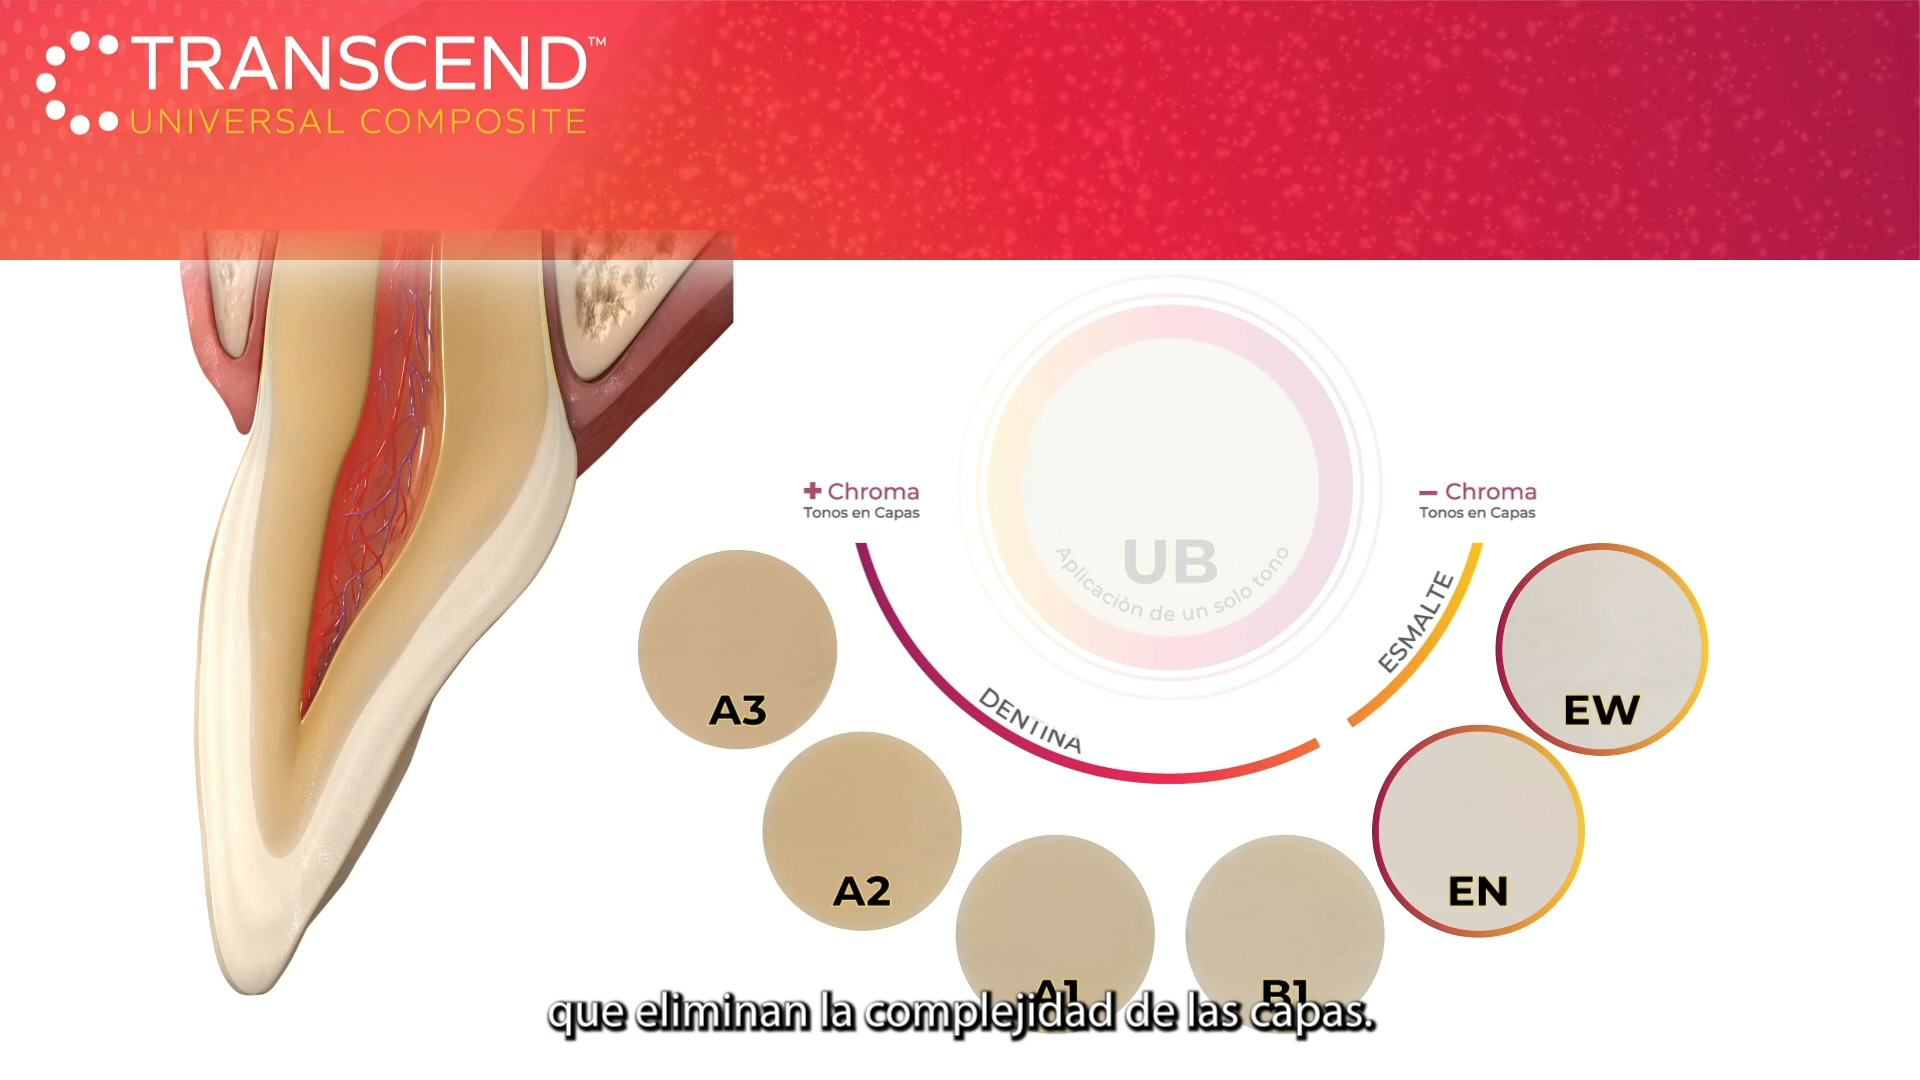 TRANSCEND™
UNIVERSAL COMPOSITE
+ Chroma
Tonos en Capas
− Chroma
Tonos en Capas
UB
Aplicaciòn de un solo tono
ESMALTE
DENTINA
A3
EW
A2
EN
A1
B1
que eliminan la complejidad de las capas.